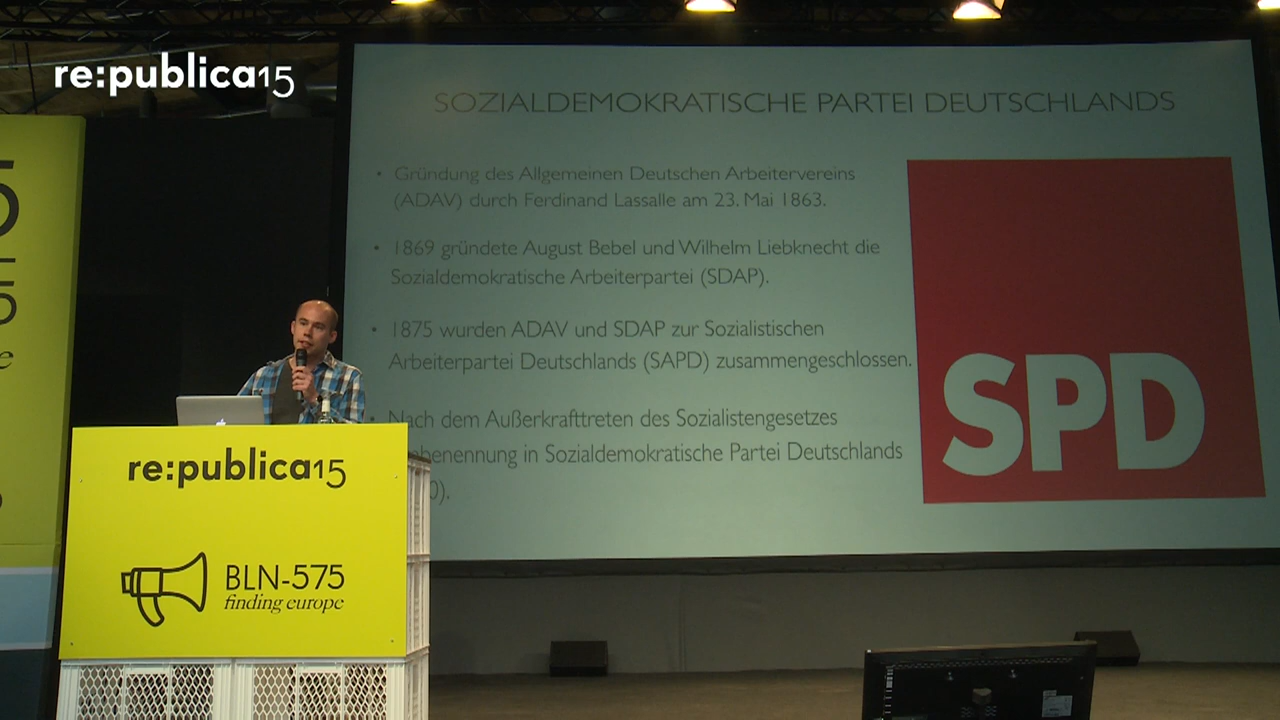 re:publica15
SOZIALDEMOKRATISCHE PARTEI DEUTSCHLANDS
• Gründung des Allgemeinen Deutschen Arbeitervereins
(ADAV) durch Ferdinand Lassalle am 23. Mai 1863.
• 1869 gründete August Bebel und Wilhelm Liebknecht die
Sozialdemokratische Arbeiterpartei (SDAP).
• 1875 wurden ADAV und SDAP zur Sozialistischen
Arbeiterpartei Deutschlands (SAPD) zusammengeschlossen.
• Nach dem Außerkrafttreten des Sozialistengesetzes
benennung in Sozialdemokratische Partei Deutschlands
0).
SPD
re:publica15
BLN-575
finding europe